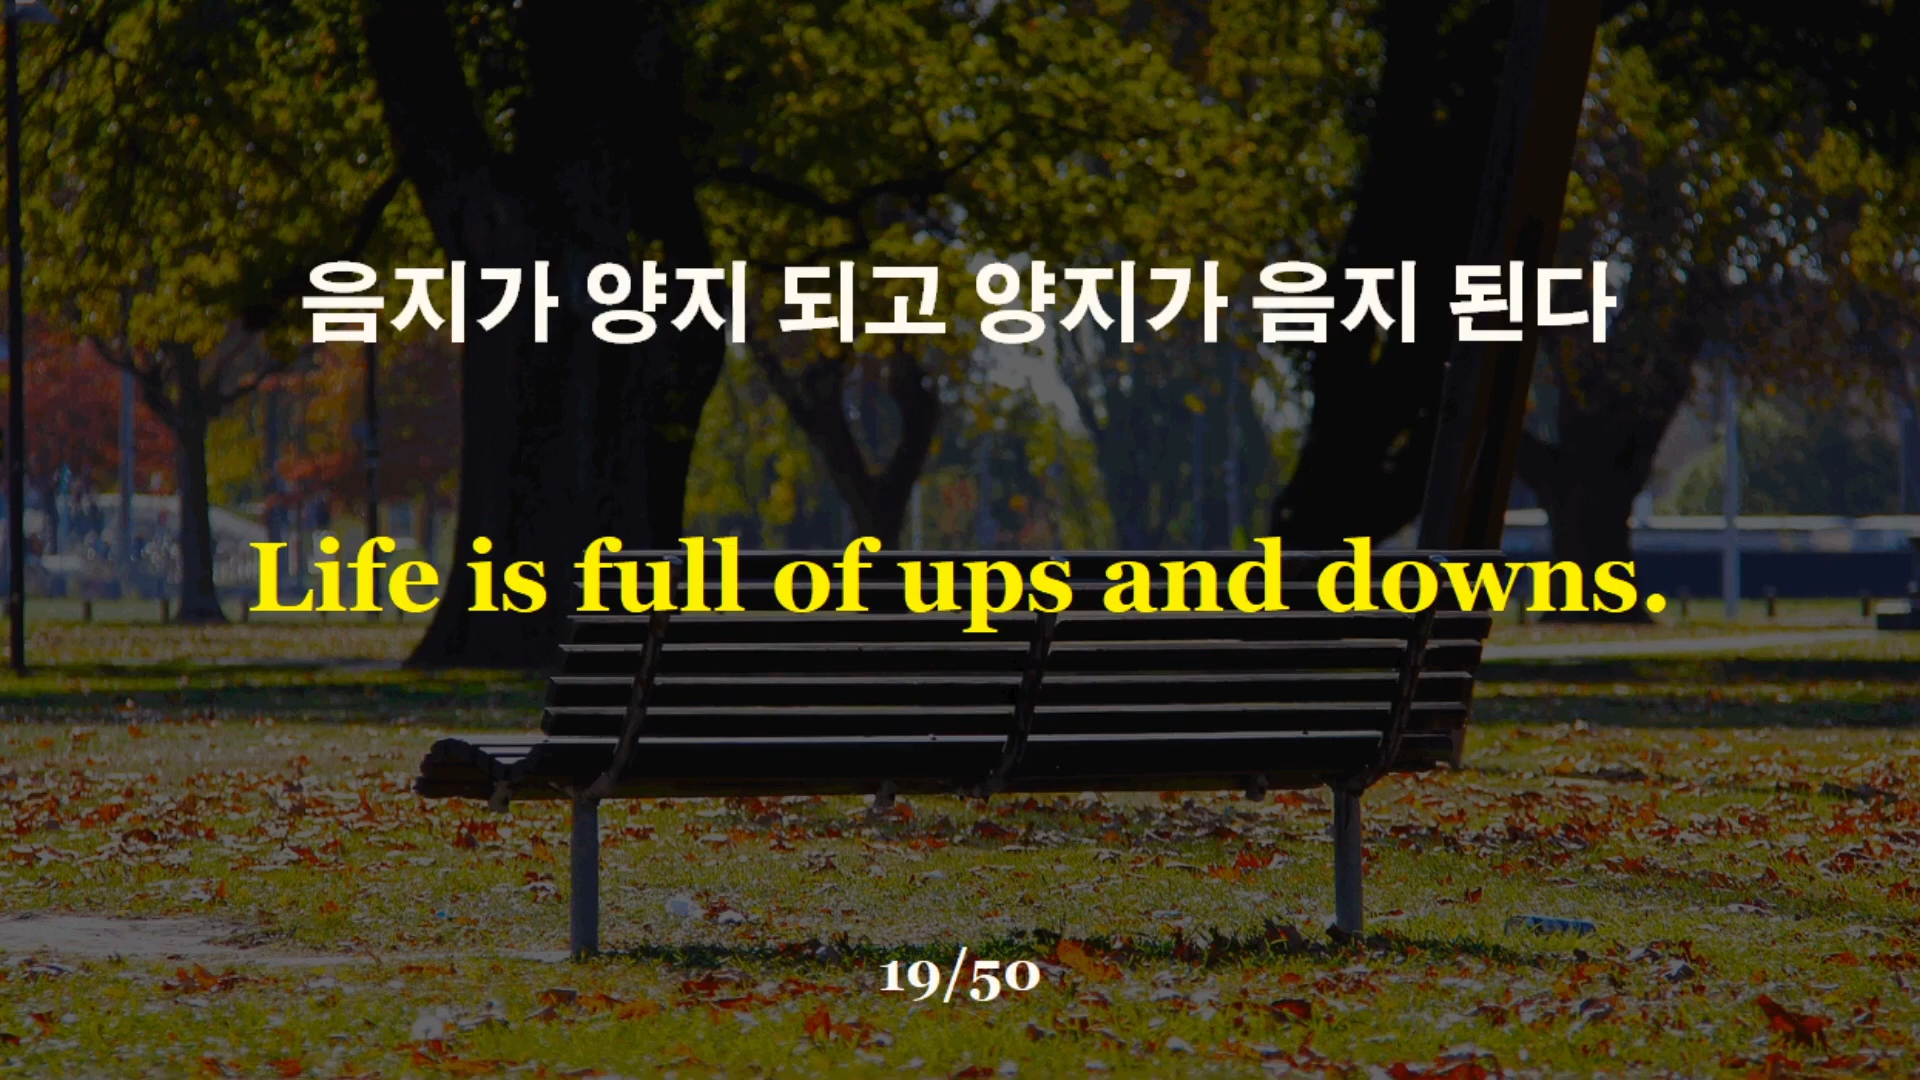 음지가 양지 되고 양지가 음지 된다
Life is full of ups and downs.
19/50